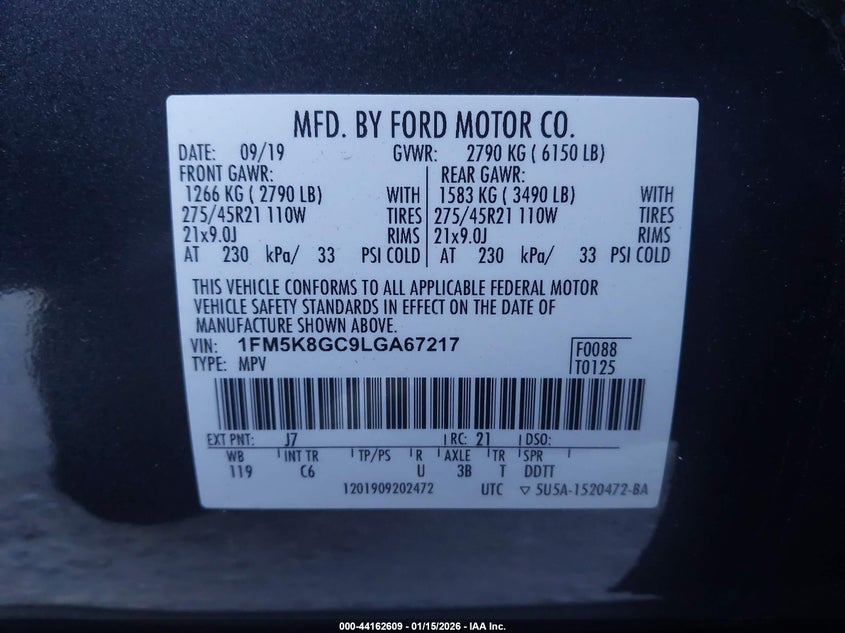 MFD. BY FORD MOTOR CO.
DATE: 09/19 GVWR: 2790 KG ( 6150 LB)
FRONT GAWR: REAR GAWR:
1266 KG ( 2790 LB) WITH 1583 KG ( 3490 LB) WITH
275/45R21 110W TIRES 275/45R21 110W TIRES
21x9.0J RIMS 21x9.0J RIMS
AT 230 kPa/ 33 PSI COLD AT 230 kPa/ 33 PSI COLD
THIS VEHICLE CONFORMS TO ALL APPLICABLE FEDERAL MOTOR
VEHICLE SAFETY STANDARDS IN EFFECT ON THE DATE OF
MANUFACTURE SHOWN ABOVE.
VIN: 1FM5K8GC9LGA67217 F0088
TYPE: MPV T0125
EXT PNT: J7 RC: 21 DSO:
WB INT TR TP/PS R AXLE TR SPR
119 C6 U 3B T DDTT
1201909202472 UTC ▽ 5U5A-1520472-BA
000-44162609 - 01/15/2026 - IAA Inc.